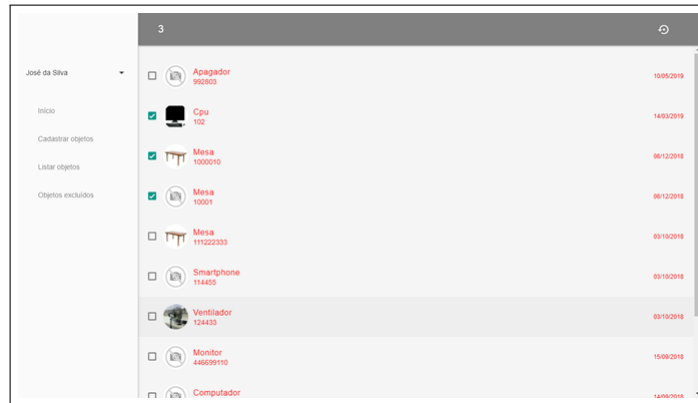 3
José da Silva
Início
Cadastrar objetos
Listar objetos
Objetos excluídos
Apagador
992803
10/05/2019
Cpu
102
14/03/2019
Mesa
1000010
08/12/2018
Mesa
10001
08/12/2018
Mesa
111222333
03/10/2018
Smartphone
114455
03/10/2018
Ventilador
124433
03/10/2018
Monitor
446699110
15/09/2018
Computador
14/09/2018